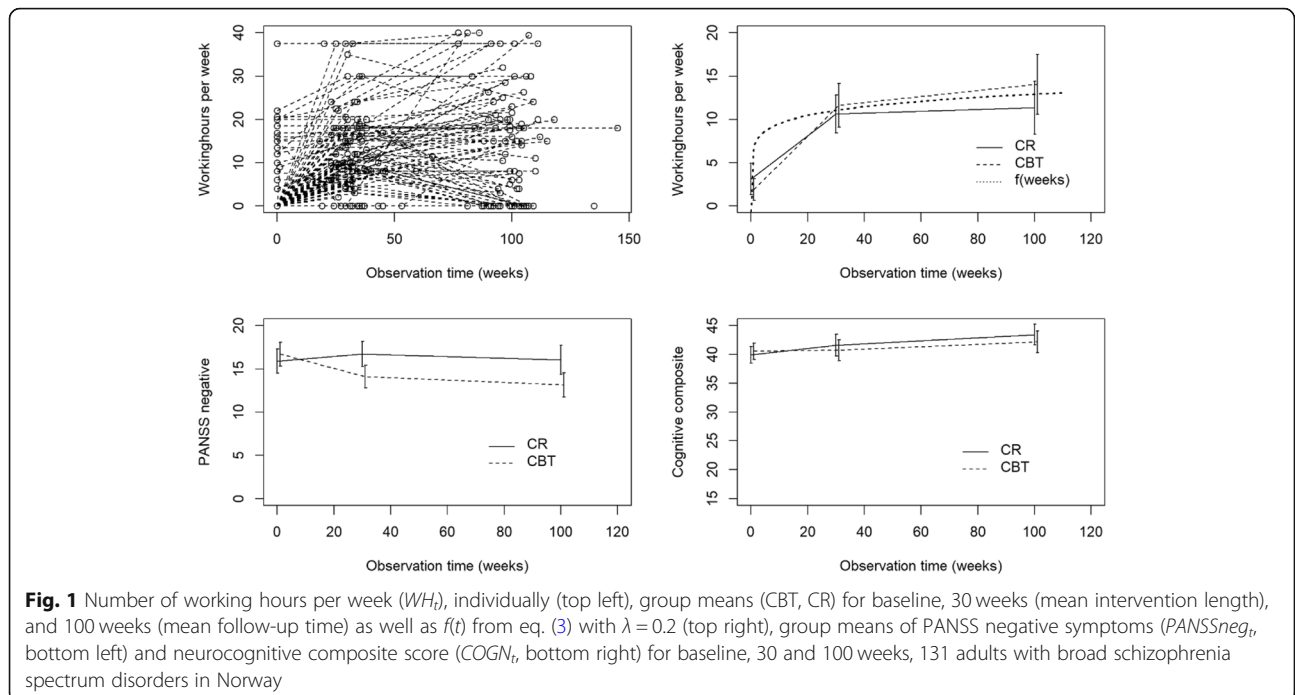 Workinghours per week
40
30
20
10
0
0 50 100 150
Observation time (weeks)
Workinghours per week
20
15
10
5
0
CR
CBT
f(weeks)
0 20 40 60 80 100 120
Observation time (weeks)
PANSS negative
20
15
10
5
0
CR
CBT
0 20 40 60 80 100 120
Observation time (weeks)
Cognitive composite
45
40
35
30
25
20
15
CR
CBT
0 20 40 60 80 100 120
Observation time (weeks)
Fig. 1 Number of working hours per week (WHt), individually (top left), group means (CBT, CR) for baseline, 30 weeks (mean intervention length),
and 100 weeks (mean follow-up time) as well as f(t) from eq. (3) with λ = 0.2 (top right), group means of PANSS negative symptoms (PANSSnegt,
bottom left) and neurocognitive composite score (COGNt, bottom right) for baseline, 30 and 100 weeks, 131 adults with broad schizophrenia
spectrum disorders in Norway